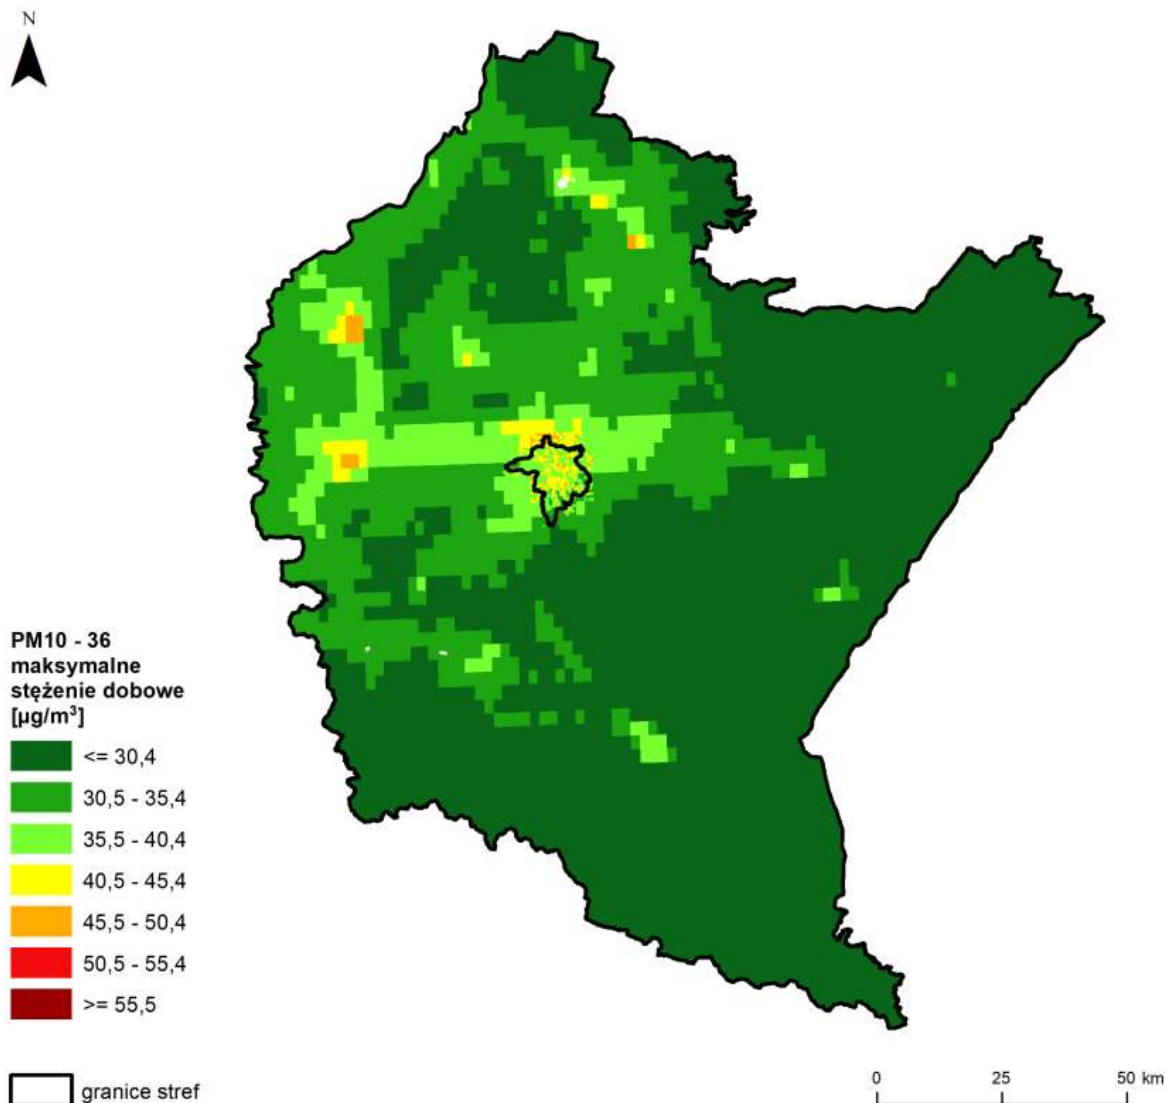 N
PM10 - 36
maksymalne
stężenie dobowe
[µg/m³]
<= 30,4
30,5 - 35,4
35,5 - 40,4
40,5 - 45,4
45,5 - 50,4
50,5 - 55,4
>= 55,5
granice stref
0 25 50 km